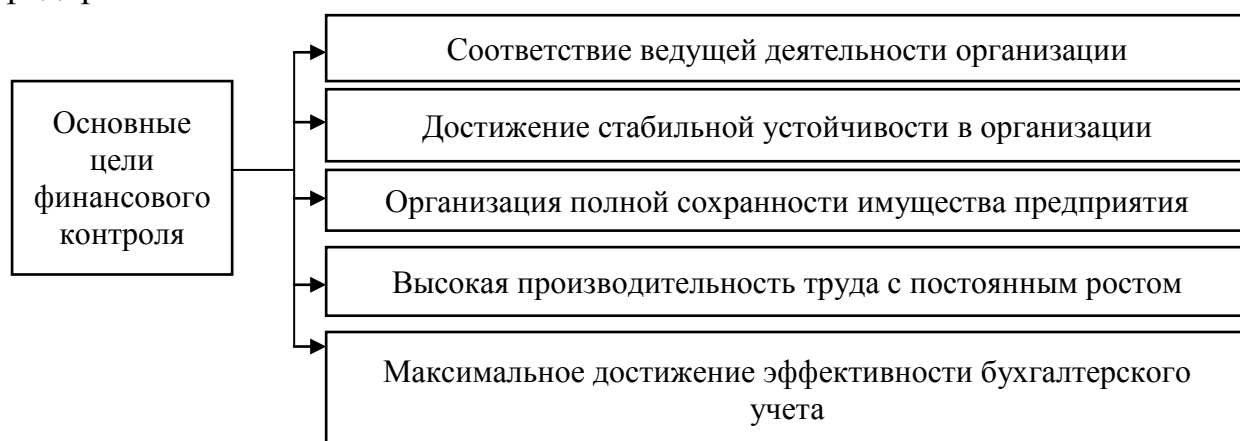 Соответствие ведущей деятельности организации
Основные
цели
финансового
контроля
Достижение стабильной устойчивости в организации
Организация полной сохранности имущества предприятия
Высокая производительность труда с постоянным ростом
Максимальное достижение эффективности бухгалтерского
учета